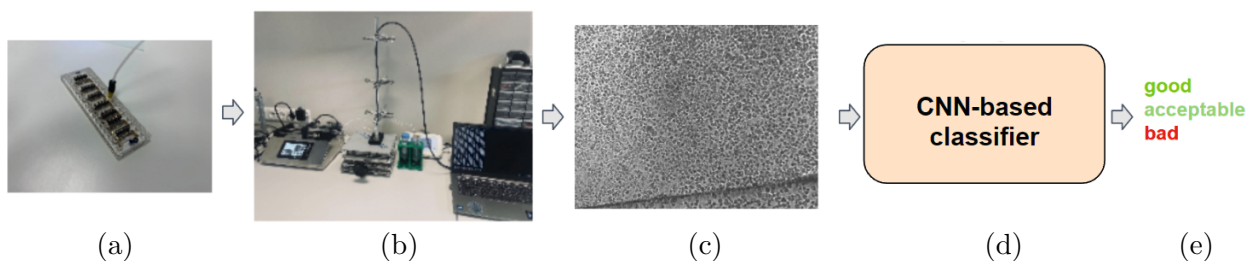 CNN-based
classifier
good
acceptable
bad
(a)
(b)
(c)
(d)
(e)